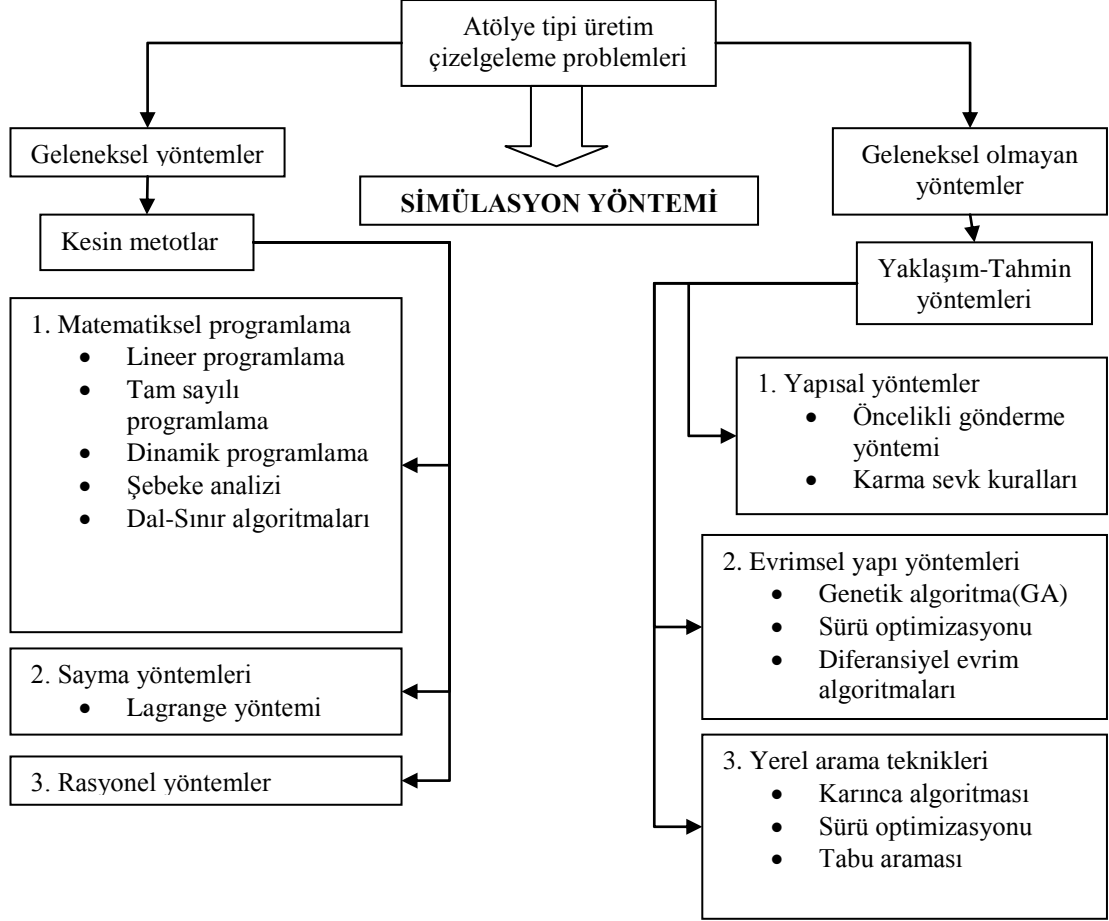 Atölye tipi üretim
çizelgeleme problemleri
Geleneksel yöntemler
Geleneksel olmayan
yöntemler
SİMÜLASYON YÖNTEMİ
Kesin metotlar
Yaklaşım-Tahmin
yöntemleri
1. Matematiksel programlama
• Lineer programlama
• Tam sayılı
programlama
• Dinamik programlama
• Şebeke analizi
• Dal-Sınır algoritmaları
2. Sayma yöntemleri
• Lagrange yöntemi
3. Rasyonel yöntemler
1. Yapısal yöntemler
• Öncelikli gönderme
yöntemi
• Karma sevk kuralları
2. Evrimsel yapı yöntemleri
• Genetik algoritma(GA)
• Sürü optimizasyonu
• Diferansiyel evrim
algoritmaları
3. Yerel arama teknikleri
• Karınca algoritması
• Sürü optimizasyonu
• Tabu araması